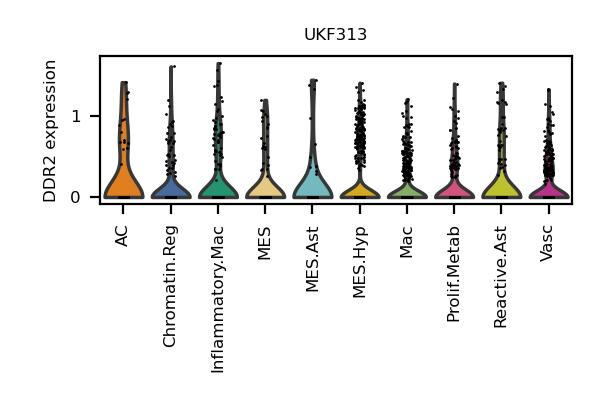 UKF313
DDR2 expression
1
0
AC
Chromatin.Reg
Inflammatory.Mac
MES
MES.Ast
MES.Hyp
Mac
Prolif.Metab
Reactive.Ast
Vasc